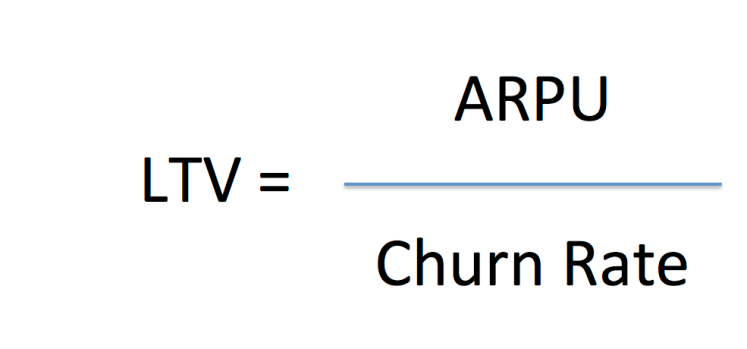 ARPU
LTV =
Churn Rate